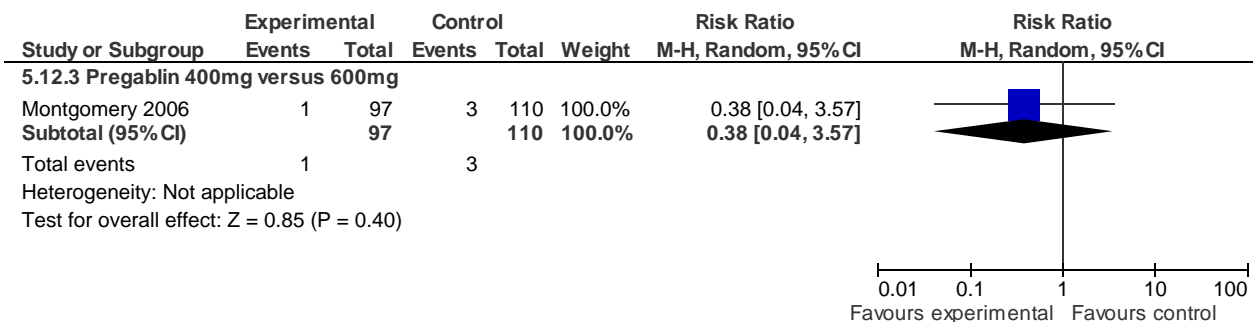 Experimental Control Risk Ratio Risk Ratio
Study or Subgroup Events Total Events Total Weight M-H, Random, 95% CI M-H, Random, 95% CI
5.12.3 Pregablin 400mg versus 600mg
Montgomery 2006 1 97 3 110 100.0% 0.38 [0.04, 3.57]
Subtotal (95% CI) 97 110 100.0% 0.38 [0.04, 3.57]
Total events 1 3
Heterogeneity: Not applicable
Test for overall effect: Z = 0.85 (P = 0.40)
0.01 0.1 1 10 100
Favours experimental Favours control